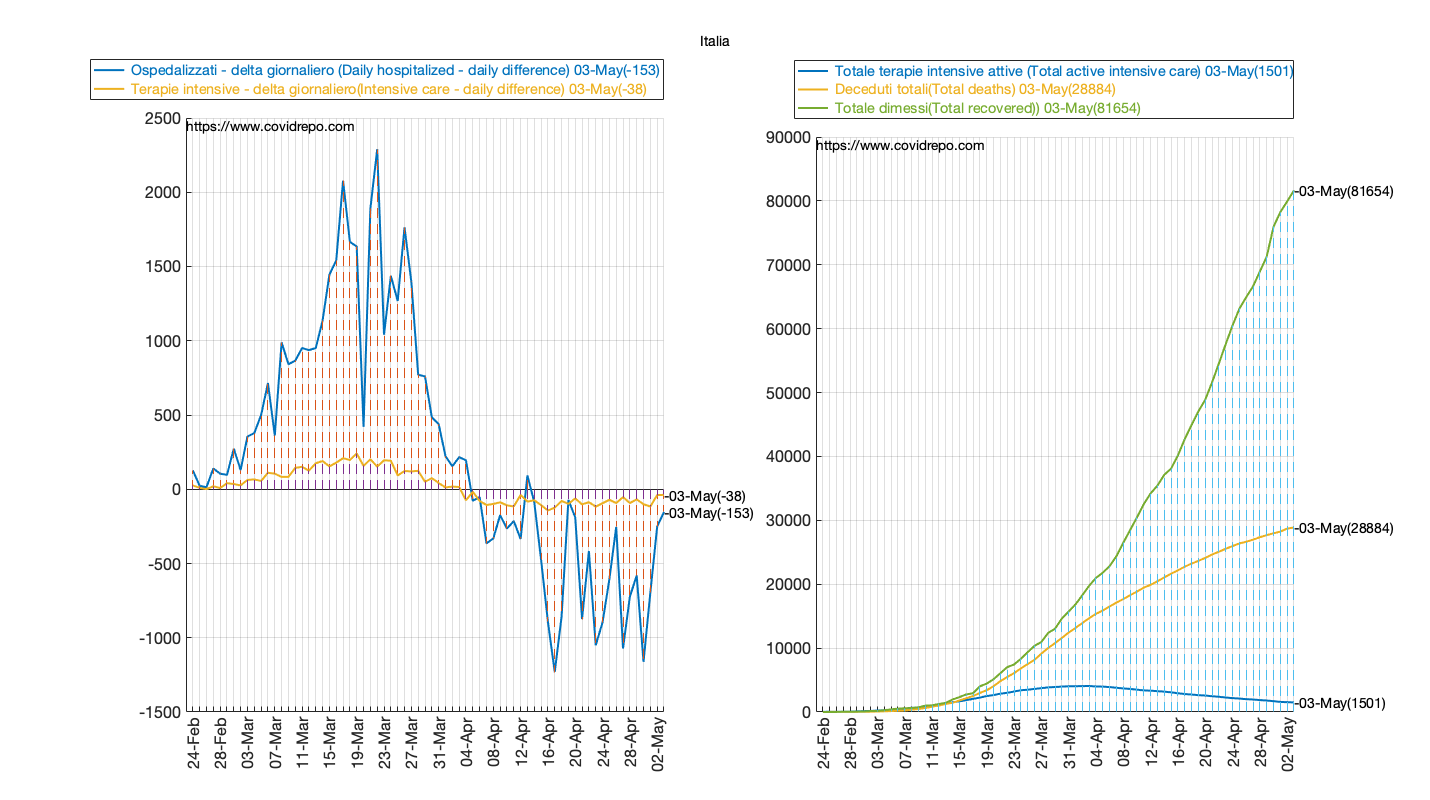 Italia
Ospedalizzati - delta giornaliero (Daily hospitalized - daily difference) 03-May(-153)
Terapie intensive - delta giornaliero(Intensive care - daily difference) 03-May(-38)
https://www.covidrepo.com
2500
2000
1500
1000
500
0
-500
-1000
-1500
-03-May(-38)
-03-May(-153)
24-Feb
28-Feb
03-Mar
07-Mar
11-Mar
15-Mar
19-Mar
23-Mar
27-Mar
31-Mar
04-Apr
08-Apr
12-Apr
16-Apr
20-Apr
24-Apr
28-Apr
02-May
Totale terapie intensive attive (Total active intensive care) 03-May(1501)
Deceduti totali(Total deaths) 03-May(28884)
Totale dimessi(Total recovered)) 03-May(81654)
https://www.covidrepo.com
90000
80000
70000
60000
50000
40000
30000
20000
10000
0
-03-May(81654)
-03-May(28884)
-03-May(1501)
24-Feb
28-Feb
03-Mar
07-Mar
11-Mar
15-Mar
19-Mar
23-Mar
27-Mar
31-Mar
04-Apr
08-Apr
12-Apr
16-Apr
20-Apr
24-Apr
28-Apr
02-May